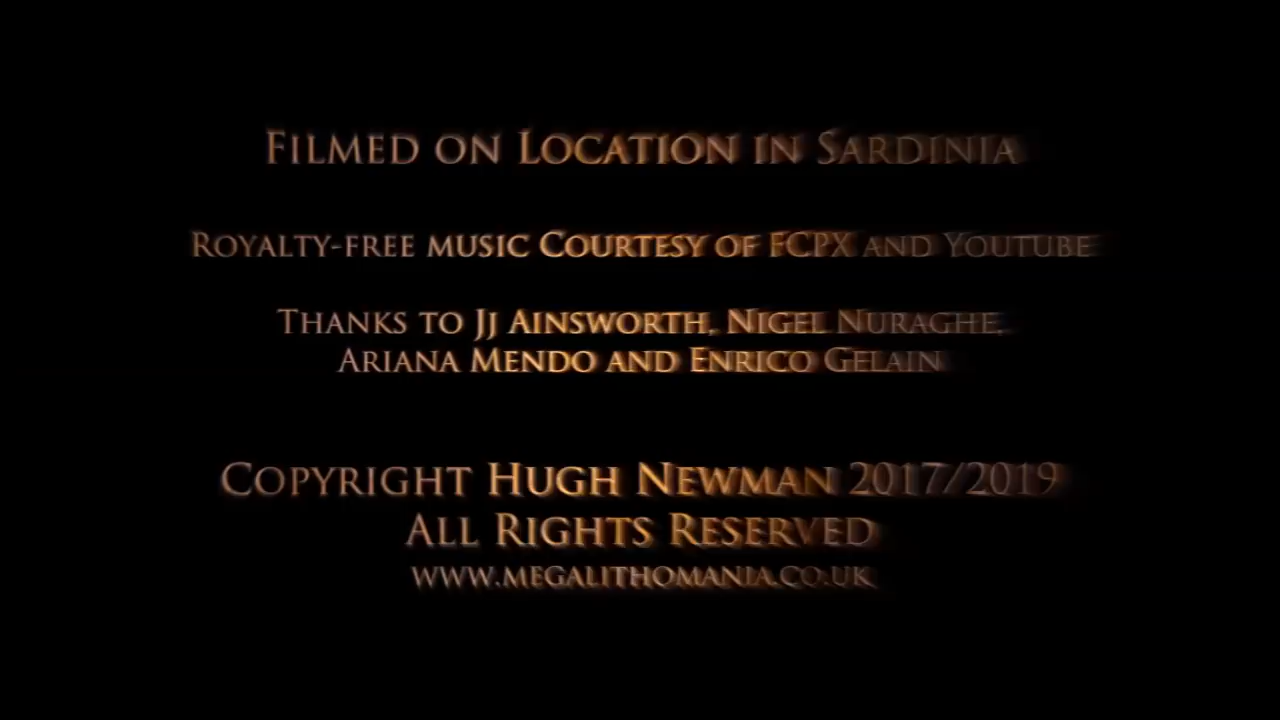 Filmed on Location in Sardinia
Royalty-free music Courtesy of FCPX and Youtube
Thanks to Jj Ainsworth, Nigel Nuraghe,
Ariana Mendo and Enrico Gelain
Copyright Hugh Newman 2017/2019
All Rights Reserved
www.megalithomania.co.uk